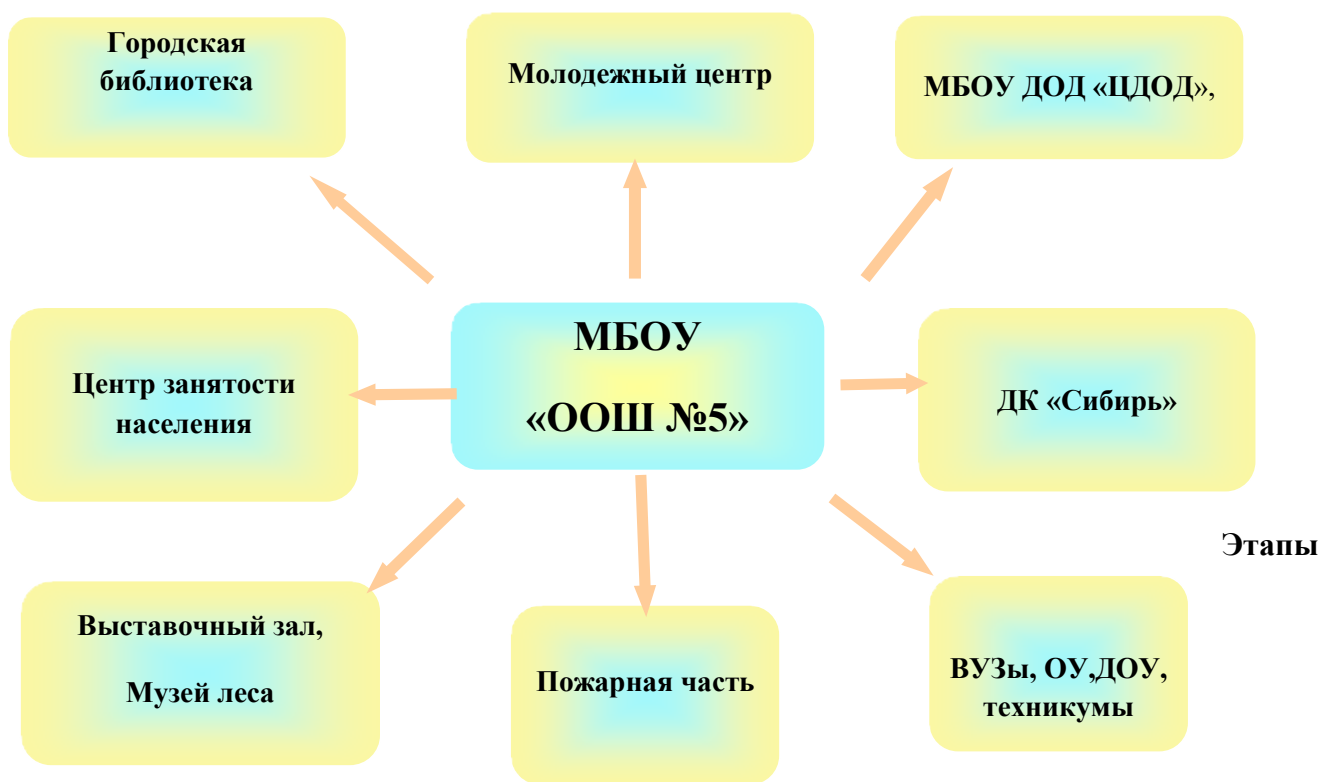 Городская
библиотека
Молодежный центр
МБОУ ДОД «ЦДОД»,
МБОУ
«ООШ №5»
Центр занятости
населения
ДК «Сибирь»
Этапы
Выставочный зал,
Музей леса
Пожарная часть
ВУЗы, ОУ,ДОУ,
техникумы